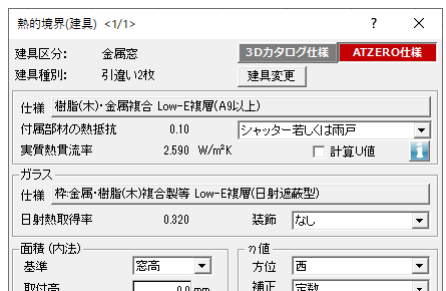 熱的境界(建具) <1/1> ? ×
建具区分: 金属窓 3Dカタログ仕様 ATZERO仕様
建具種別: 引違い2枚 建具変更
仕様 樹脂(木)・金属複合 Low-E複層(A9以上)
付属部材の熱抵抗 0.10 シャッター若しくは雨戸
実質熱貫流率 2.590 W/m²K 計算U値 i
ガラス
仕様 枠:金属・樹脂(木)複合製等 Low-E複層(日射遮蔽型)
日射熱取得率 0.320 装飾 なし
面積(内法) η値
基準 窓高 方位 西
取付高 0.0 mm 補正 定数